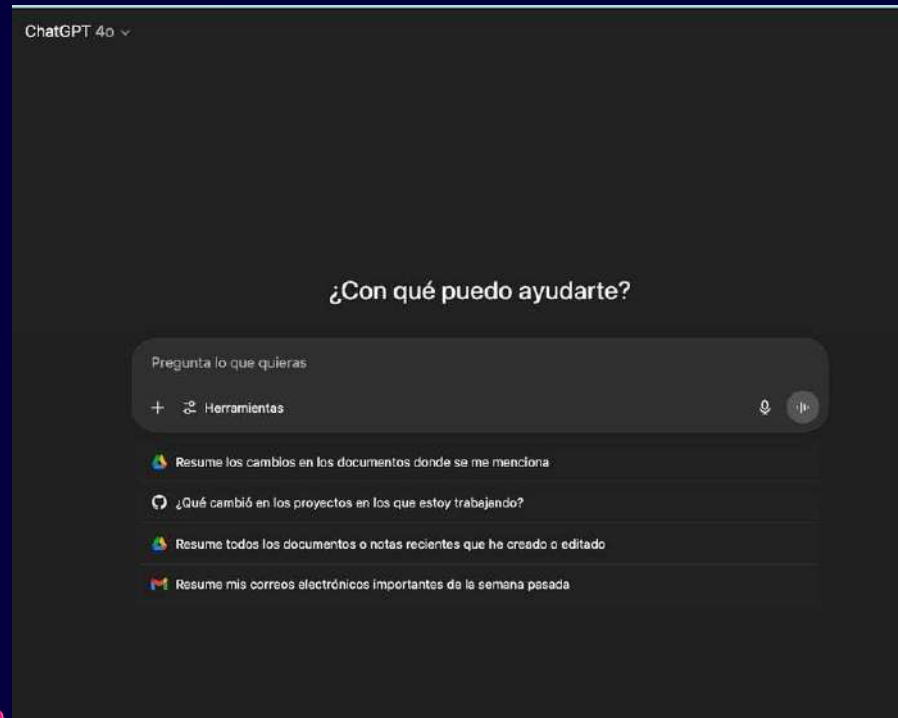 ChatGPT 4o
¿Con qué puedo ayudarte?
Pregunta lo que quieras
Herramientas
Resume los cambios en los documentos donde se me menciona
¿Qué cambió en los proyectos en los que estoy trabajando?
Resume todos los documentos o notas recientes que he creado o editado
Resume mis correos electrónicos importantes de la semana pasada